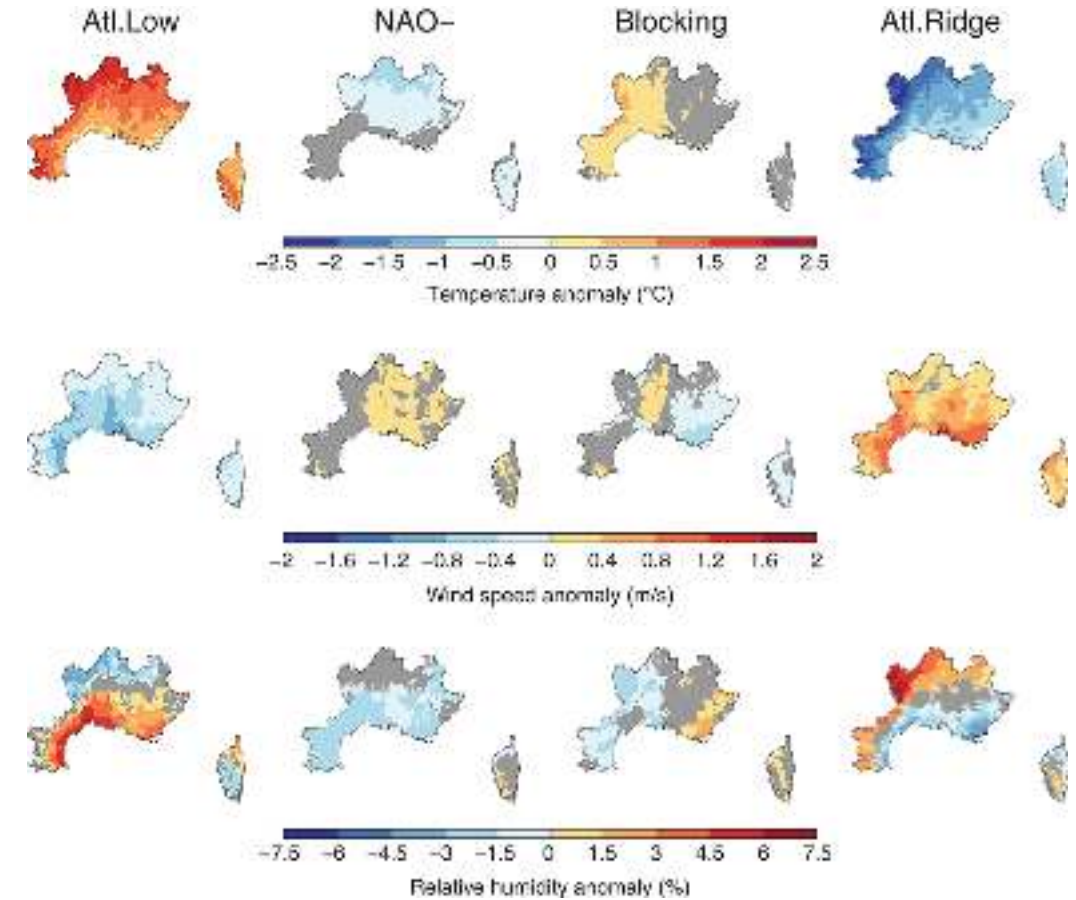 Atl.Low NAO− Blocking Atl.Ridge
−2.5 −2 −1.5 −1 −0.5 0 0.5 1 1.5 2 2.5
Temperature anomaly (°C)
−2 −1.6 −1.2 −0.8 −0.4 0 0.4 0.8 1.2 1.6 2
Wind speed anomaly (m/s)
−7.5 −6 −4.5 −3 −1.5 0 1.5 3 4.5 6 7.5
Relative humidity anomaly (%)